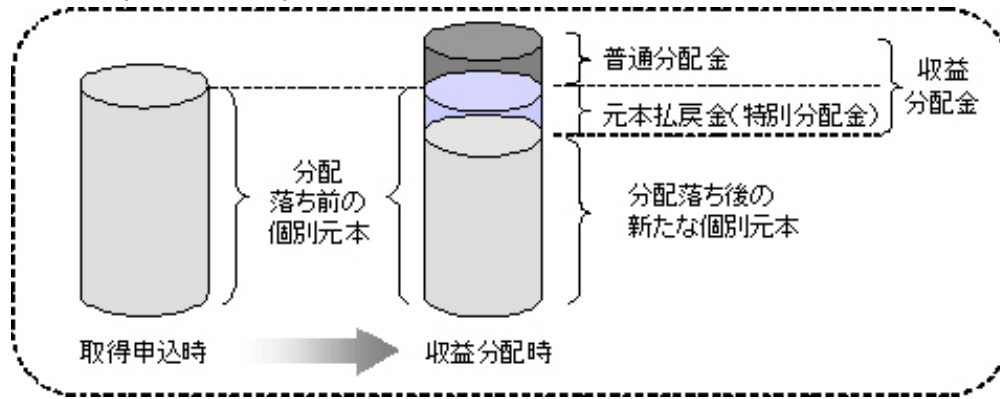 普通分配金
収益
分配金
元本払戻金(特別分配金)
分配
落ち前の
個別元本
分配落ち後の
新たな個別元本
取得申込時
収益分配時